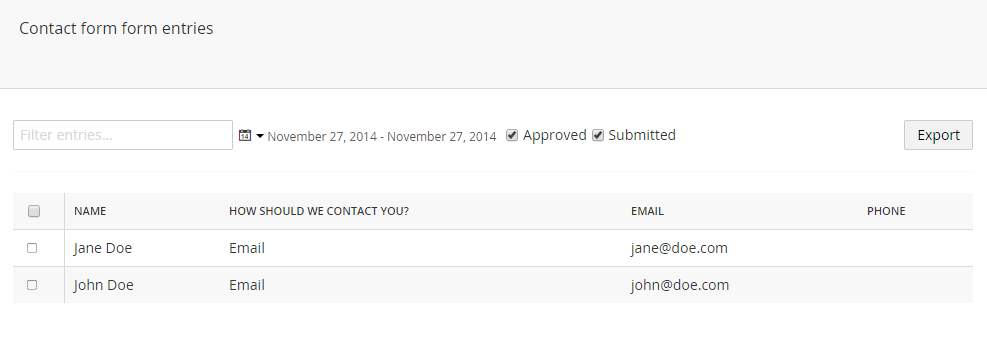 Contact form form entries
Filter entries... 14 November 27, 2014 - November 27, 2014 Approved Submitted Export
NAME HOW SHOULD WE CONTACT YOU? EMAIL PHONE
Jane Doe Email jane@doe.com
John Doe Email john@doe.com